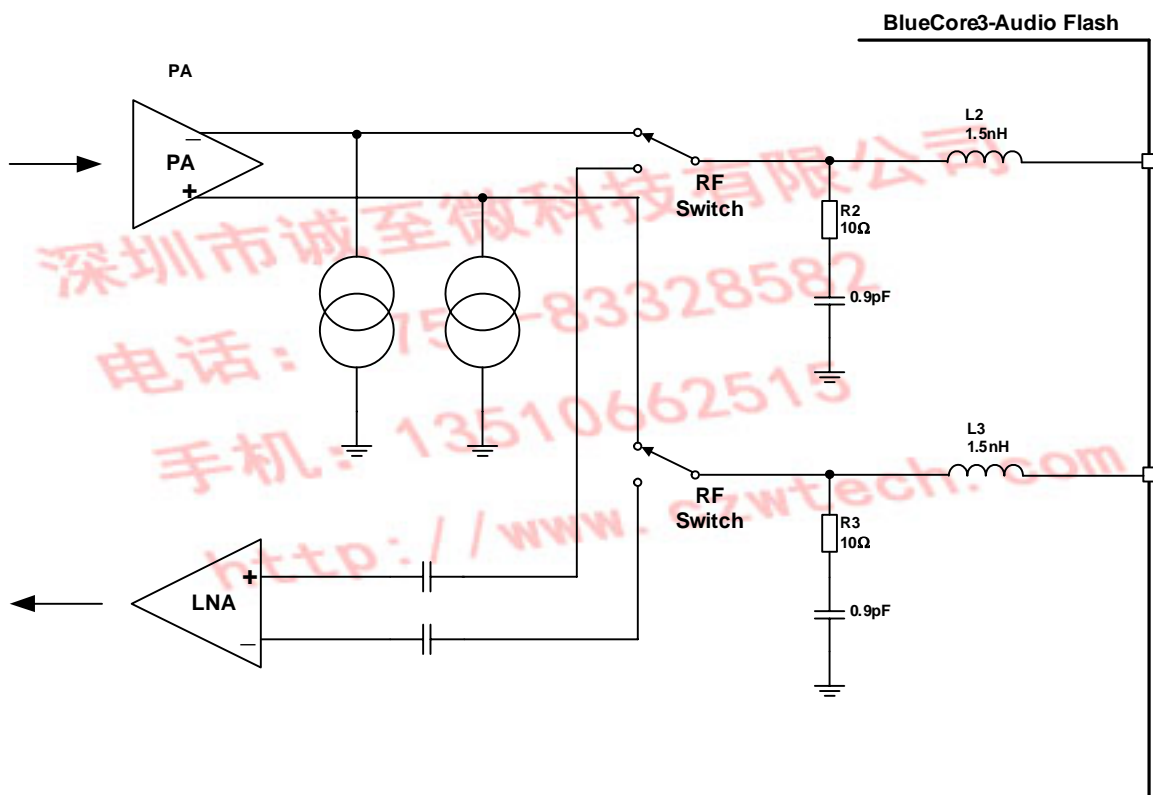 BlueCore3-Audio Flash
PA
PA
−
+
L2
1.5nH
RF
Switch
R2
10Ω
0.9pF
L3
1.5nH
RF
Switch
R3
10Ω
0.9pF
LNA
+
−
深圳市诚至微科技有限公司
电话： 75 -83328582
手机：13510662515
http://www.szwtech.com